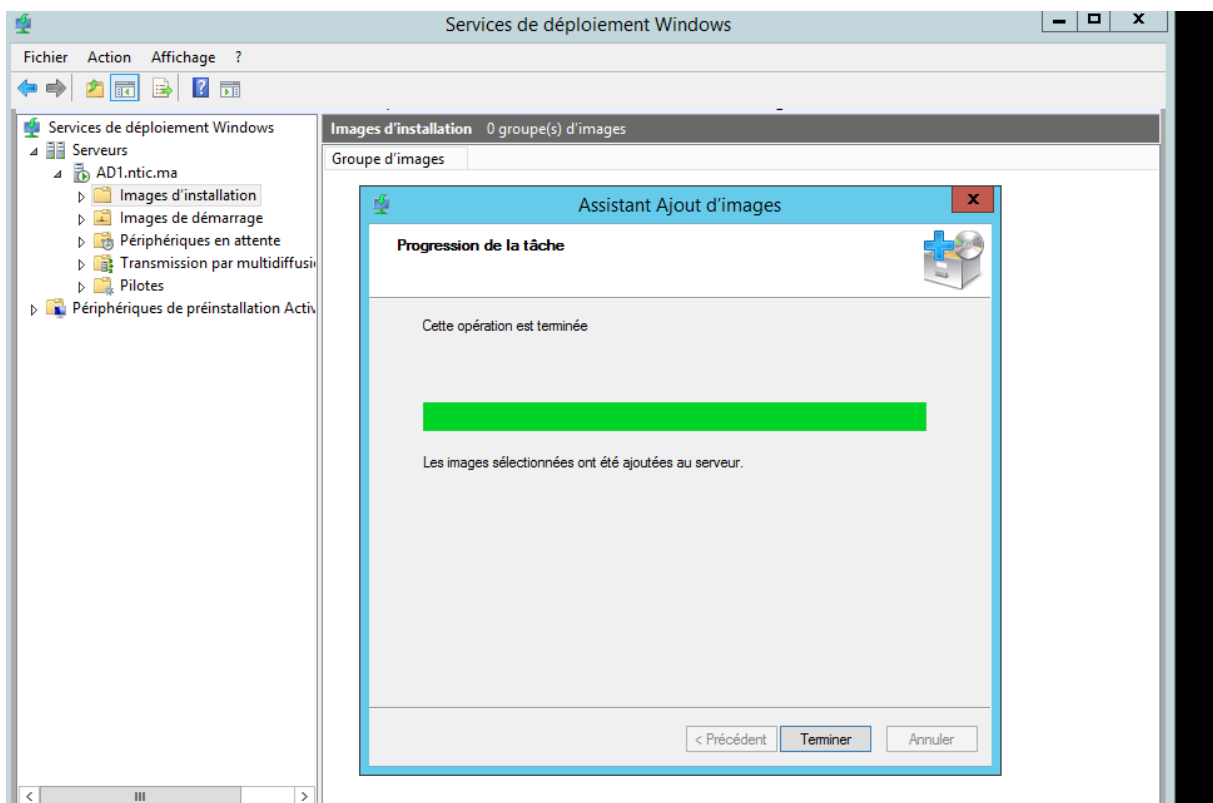 Services de déploiement Windows
Fichier Action Affichage ?
Services de déploiement Windows
Serveurs
AD1.ntic.ma
Images d'installation
Images de démarrage
Périphériques en attente
Transmission par multidiffusi
Pilotes
Périphériques de préinstallation Activ
Images d'installation 0 groupe(s) d'images
Groupe d'images
Assistant Ajout d'images
Progression de la tâche
Cette opération est terminée
Les images sélectionnées ont été ajoutées au serveur.
< Précédent Terminer Annuler